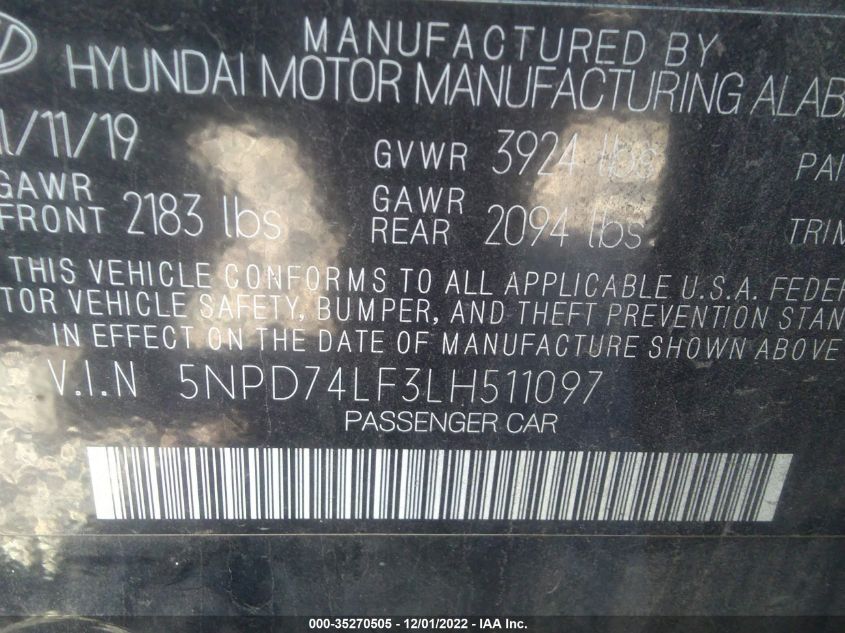 MANUFACTURED BY
HYUNDAI MOTOR MANUFACTURING ALAB
/11/19 GVWR 3924 lbs PAI
GAWR FRONT 2183 lbs GAWR REAR 2094 lbs TRIM
THIS VEHICLE CONFORMS TO ALL APPLICABLE U.S.A. FEDER
TOR VEHICLE SAFETY, BUMPER, AND THEFT PREVENTION STAN
IN EFFECT ON THE DATE OF MANUFACTURE SHOWN ABOVE
V.I.N 5NPD74LF3LH511097
PASSENGER CAR
000-35270505 - 12/01/2022 - IAA Inc.